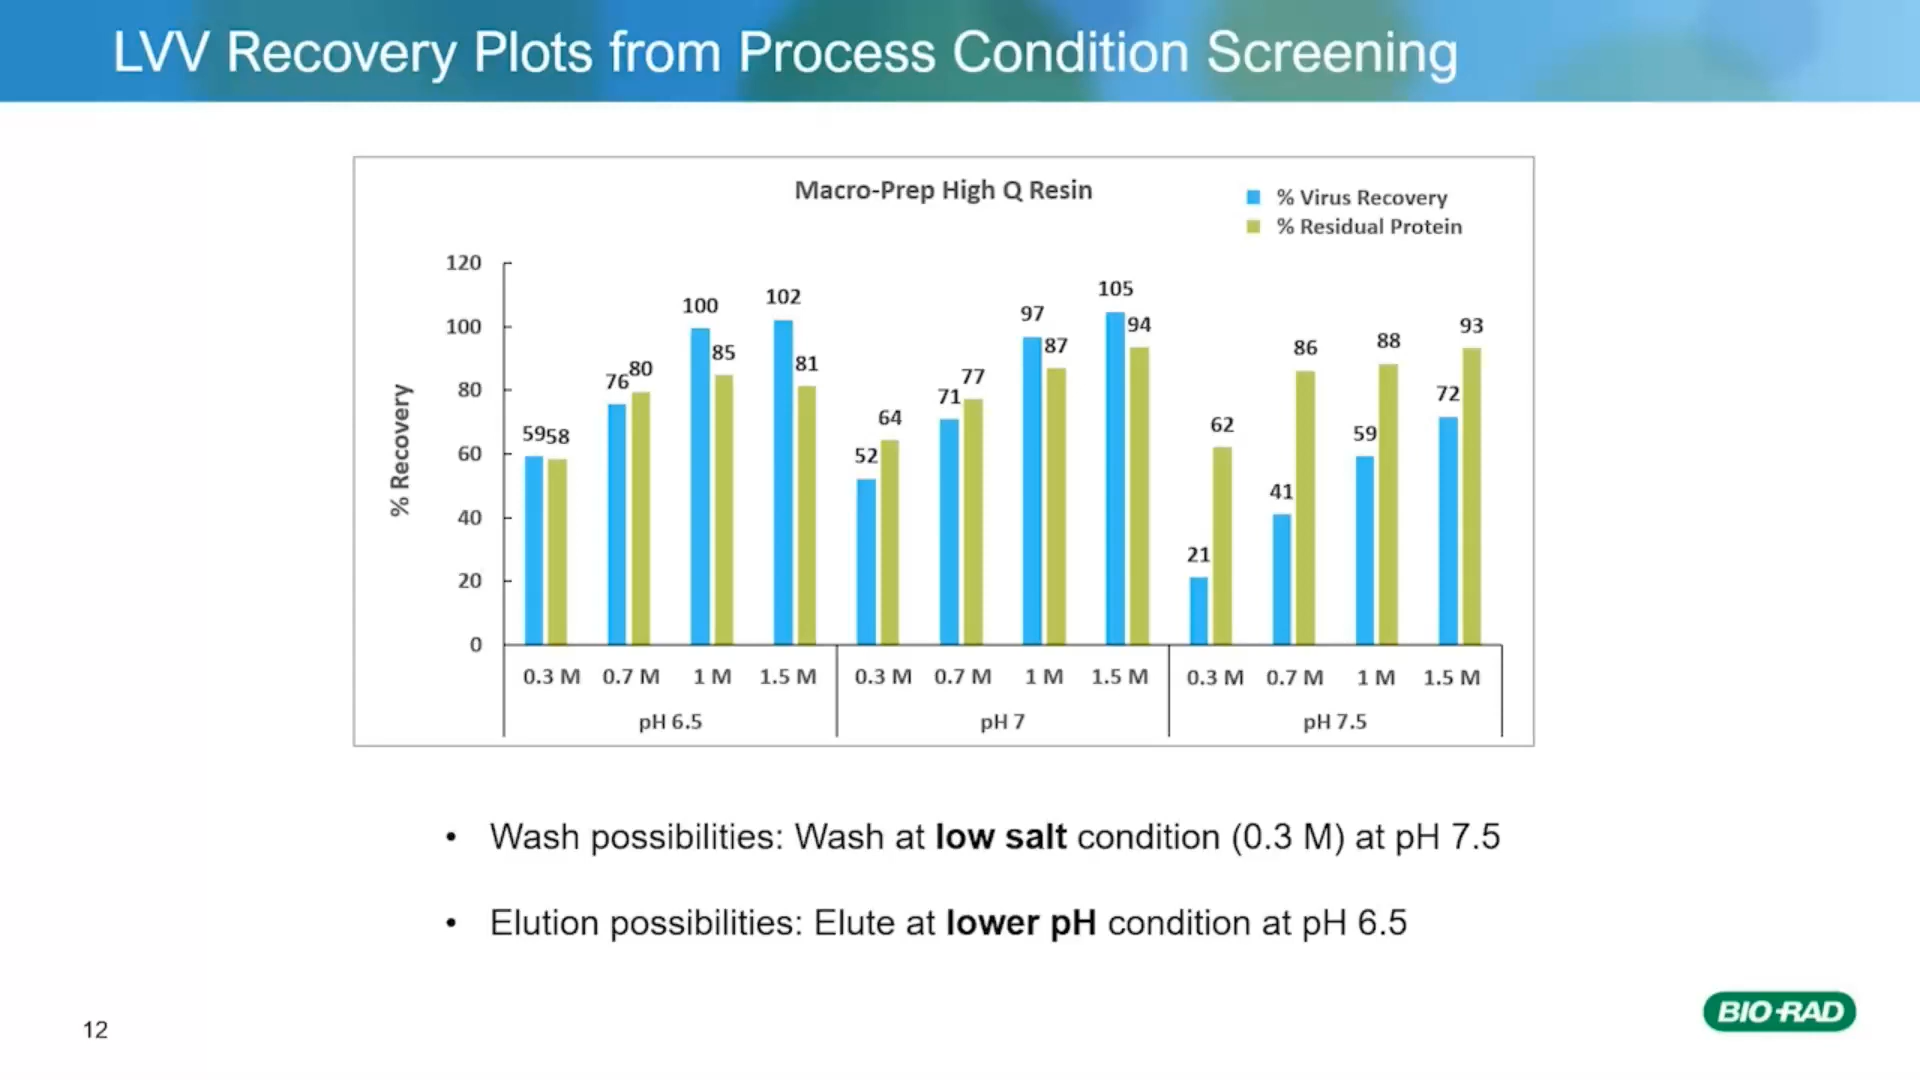 LVV Recovery Plots from Process Condition Screening
Macro-Prep High Q Resin
% Virus Recovery
% Residual Protein
% Recovery
120
100
80
60
40
20
0
59 58 76 80 100 85 102 81
52 64 71 77 97 87 105 94
21 62 41 86 59 88 72 93
0.3 M 0.7 M 1 M 1.5 M 0.3 M 0.7 M 1 M 1.5 M 0.3 M 0.7 M 1 M 1.5 M
pH 6.5 pH 7 pH 7.5
• Wash possibilities: Wash at low salt condition (0.3 M) at pH 7.5
• Elution possibilities: Elute at lower pH condition at pH 6.5
12
BIO-RAD